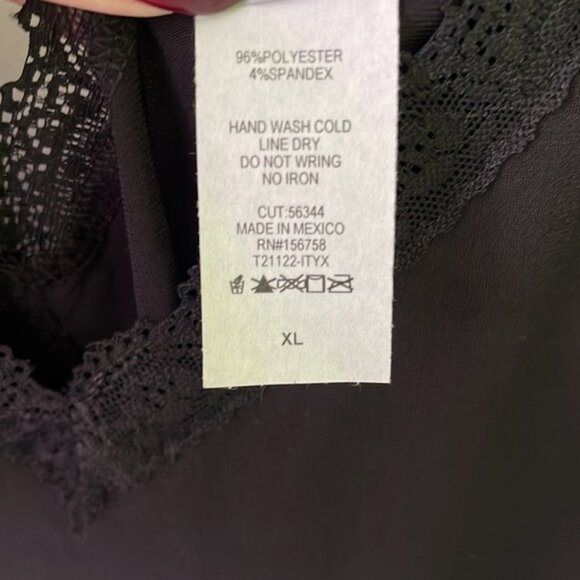 96%POLYESTER
4%SPANDEX
HAND WASH COLD
LINE DRY
DO NOT WRING
NO IRON
CUT:56344
MADE IN MEXICO
RN#156758
T21122-ITYX
XL